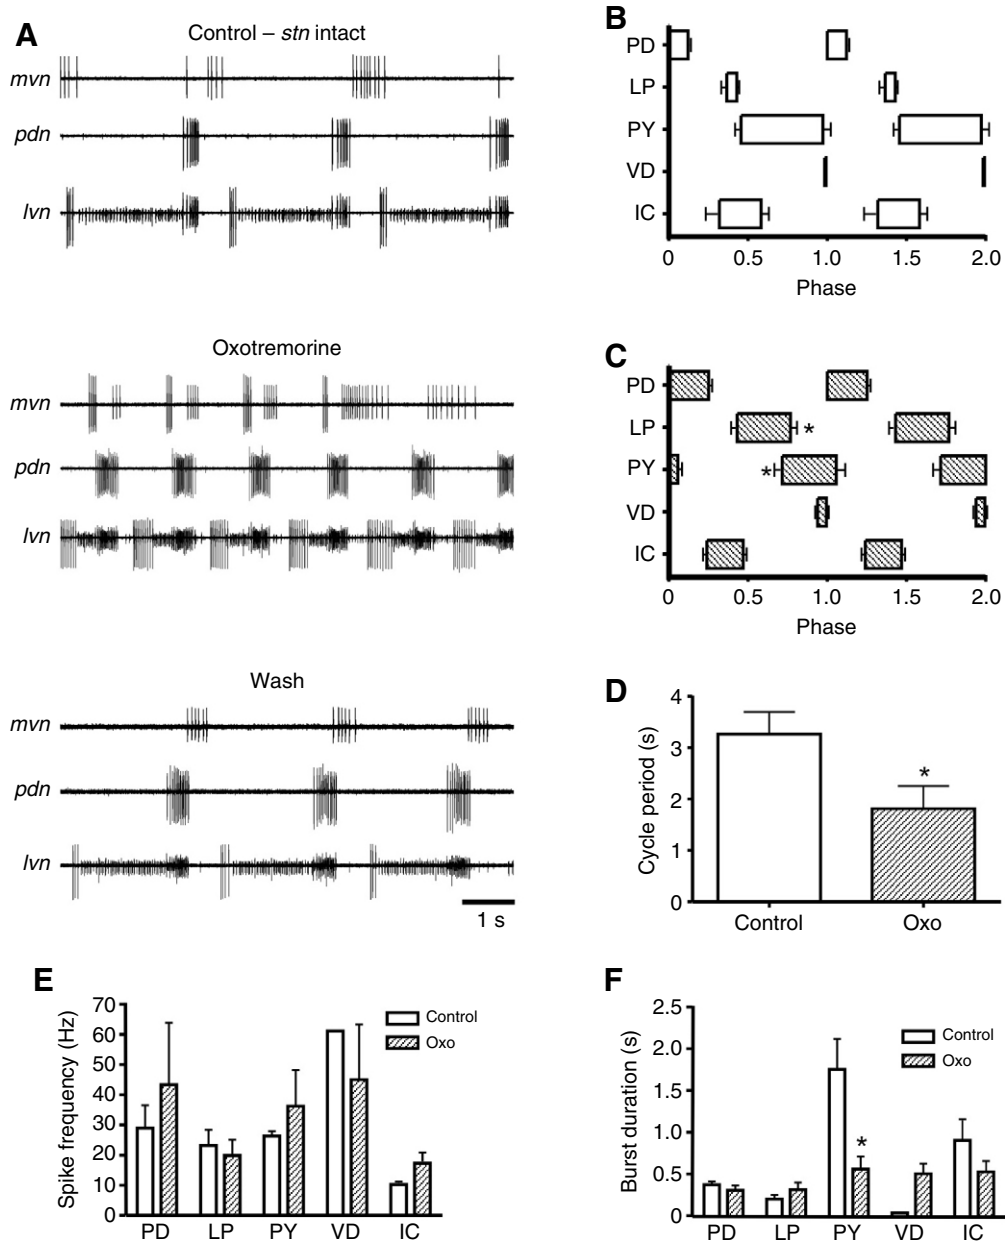 A
Control – stn intact
mvn
pdn
lvn
Oxotremorine
mvn
pdn
lvn
Wash
mvn
pdn
lvn
1 s
B
PD
LP
PY
VD
IC
0 0.5 1.0 1.5 2.0
Phase
C
PD
LP *
PY *
VD
IC
0 0.5 1.0 1.5 2.0
Phase
D
Cycle period (s)
4
3
2
1
0
*
Control Oxo
E
Spike frequency (Hz)
70
60
50
40
30
20
10
0
Control
Oxo
PD LP PY VD IC
F
Burst duration (s)
2.5
2.0
1.5
1.0
0.5
0
Control
Oxo
*
PD LP PY VD IC